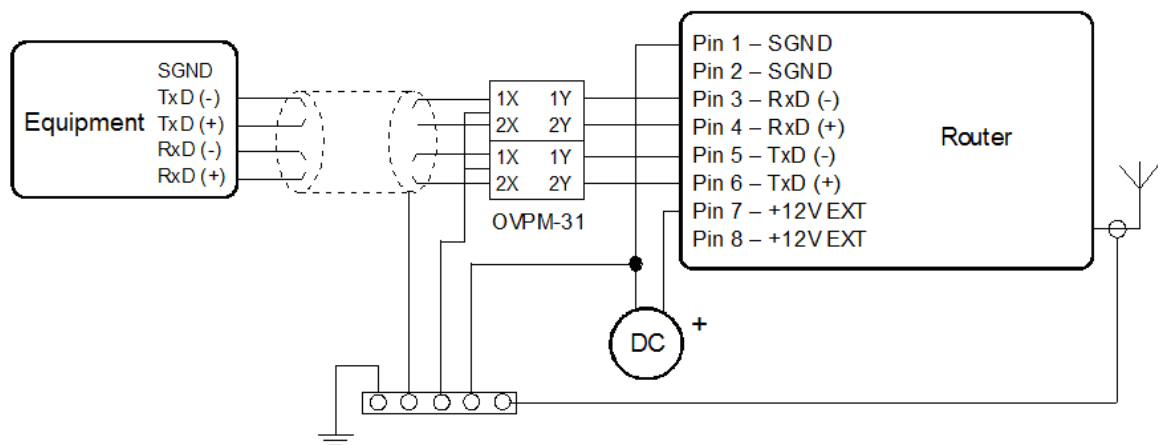 Equipment
SGND
TxD (-)
TxD (+)
RxD (-)
RxD (+)
1X 1Y
2X 2Y
1X 1Y
2X 2Y
OVPM-31
Pin 1 – SGND
Pin 2 – SGND
Pin 3 – RxD (-)
Pin 4 – RxD (+)
Pin 5 – TxD (-)
Pin 6 – TxD (+)
Pin 7 – +12V EXT
Pin 8 – +12V EXT
Router
DC +